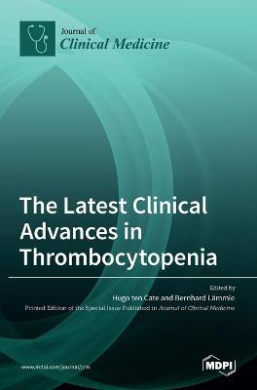 Journal of
Clinical Medicine
The Latest Clinical
Advances in
Thrombocytopenia
Edited by
Hugo ten Cate and Bernhard Lämmle
Printed Edition of the Special Issue Published in Journal of Clinical Medicine
www.mdpi.com/journal/jcm
MDPI